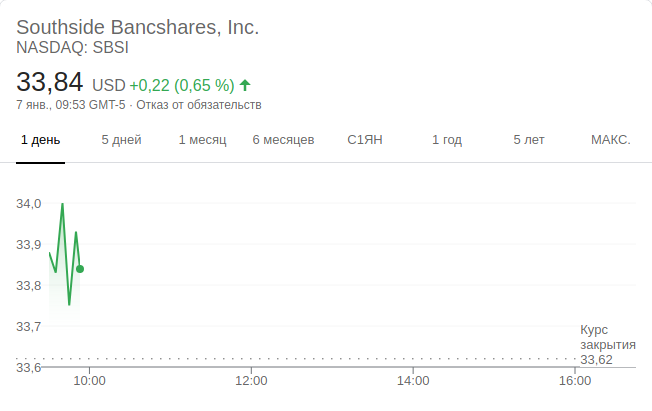 Southside Bancshares, Inc.
NASDAQ: SBSI
33,84 USD +0,22 (0,65 %)
7 янв., 09:53 GMT-5 · Отказ от обязательств
1 день 5 дней 1 месяц 6 месяцев С1ЯН 1 год 5 лет МАКС.
34,0
33,9
33,8
33,7
Курс
закрытия
33,62
33,6
10:00 12:00 14:00 16:00